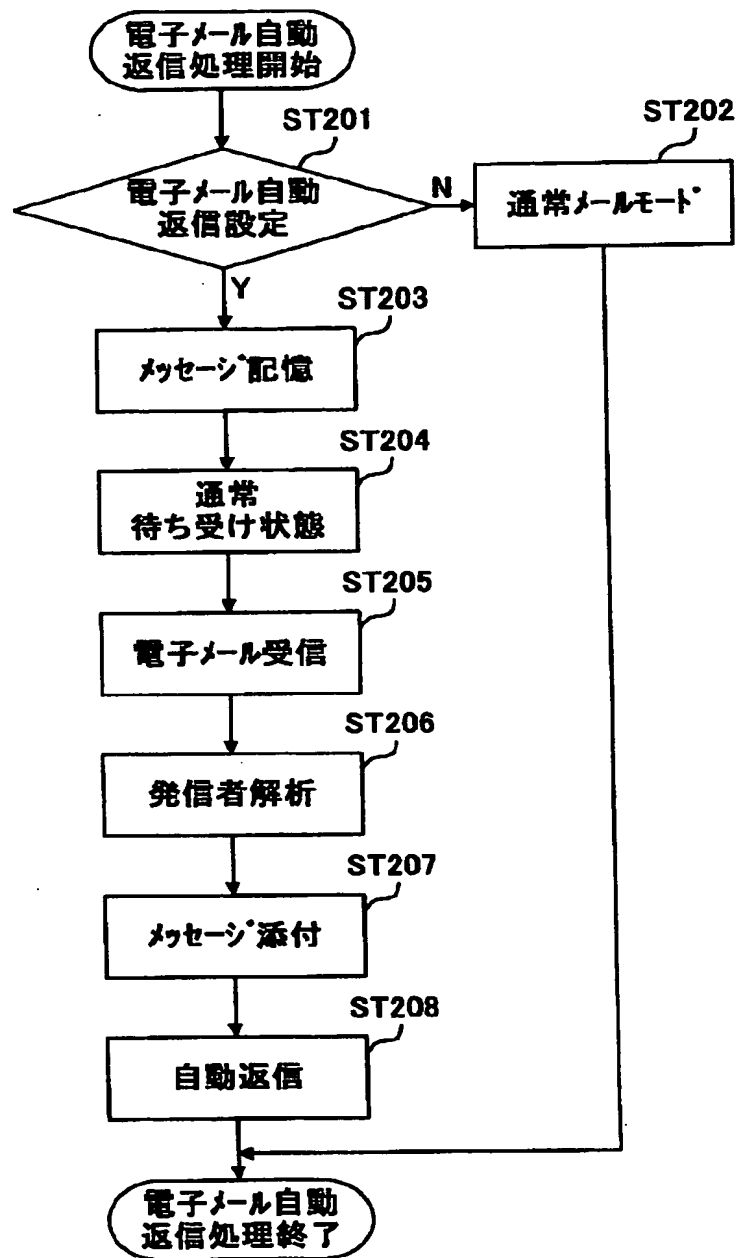 電子メール自動
返信処理開始
ST201
電子メール自動
返信設定
N
ST202
通常メールモード
Y
ST203
メッセージ記憶
ST204
通常
待ち受け状態
ST205
電子メール受信
ST206
発信者解析
ST207
メッセージ添付
ST208
自動返信
電子メール自動
返信処理終了